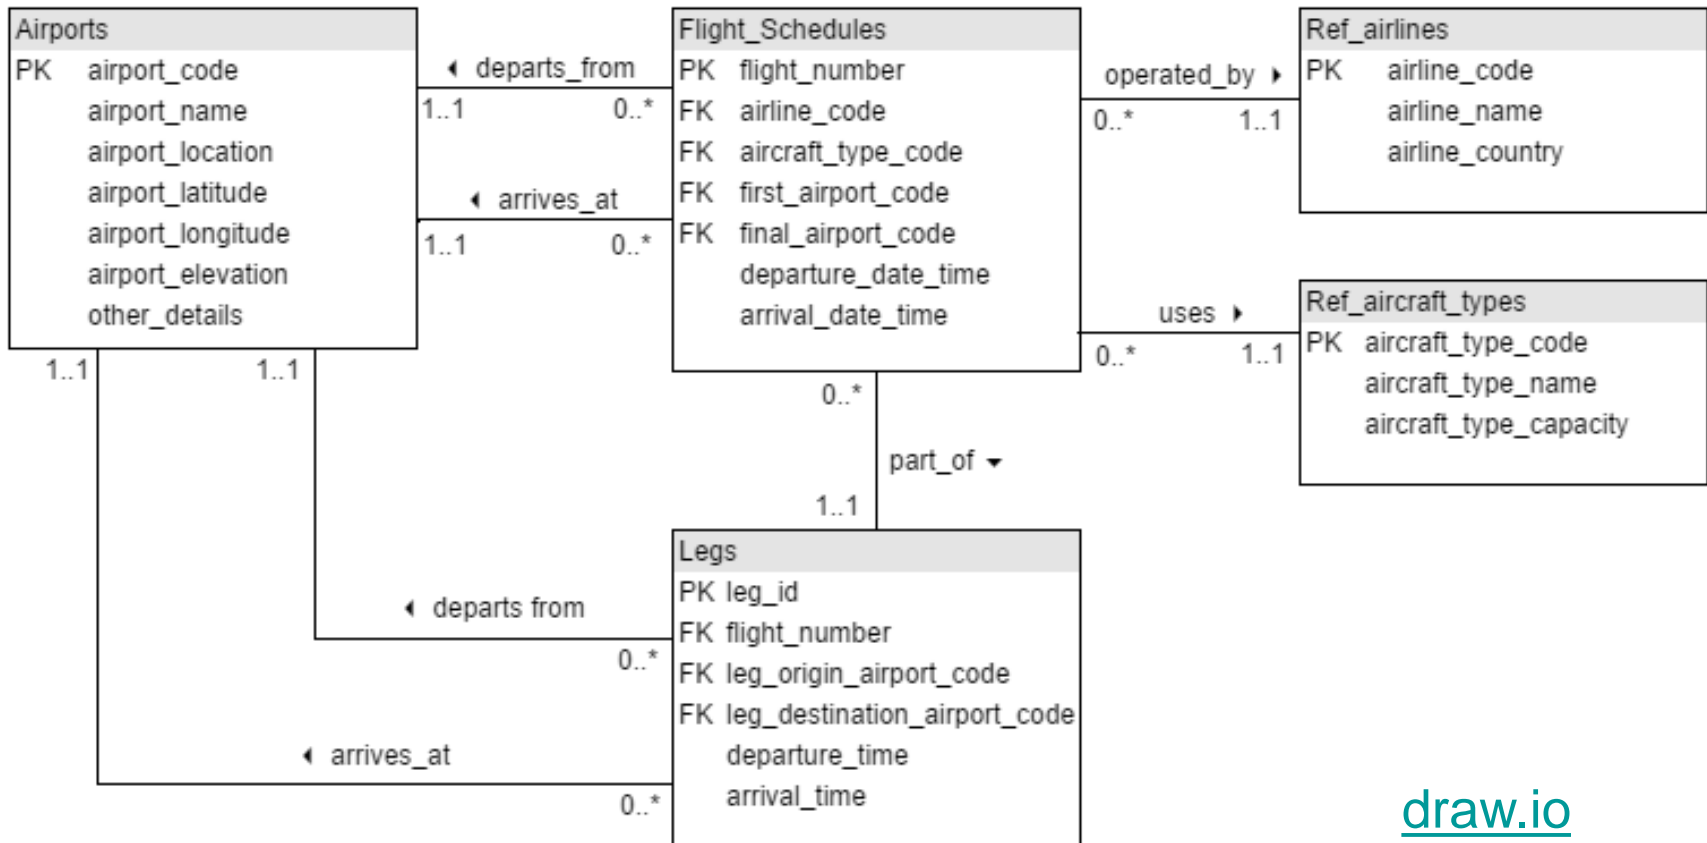 Airports
PK airport_code
airport_name
airport_location
airport_latitude
airport_longitude
airport_elevation
other_details
departs_from
1..1 0..*
arrives_at
1..1 0..*
Flight_Schedules
PK flight_number
FK airline_code
FK aircraft_type_code
FK first_airport_code
FK final_airport_code
departure_date_time
arrival_date_time
operated_by
0..* 1..1
Ref_airlines
PK airline_code
airline_name
airline_country
uses
0..* 1..1
Ref_aircraft_types
PK aircraft_type_code
aircraft_type_name
aircraft_type_capacity
1..1 1..1
0..*
part_of
1..1
departs from
0..*
arrives_at
0..*
Legs
PK leg_id
FK flight_number
FK leg_origin_airport_code
FK leg_destination_airport_code
departure_time
arrival_time
draw.io